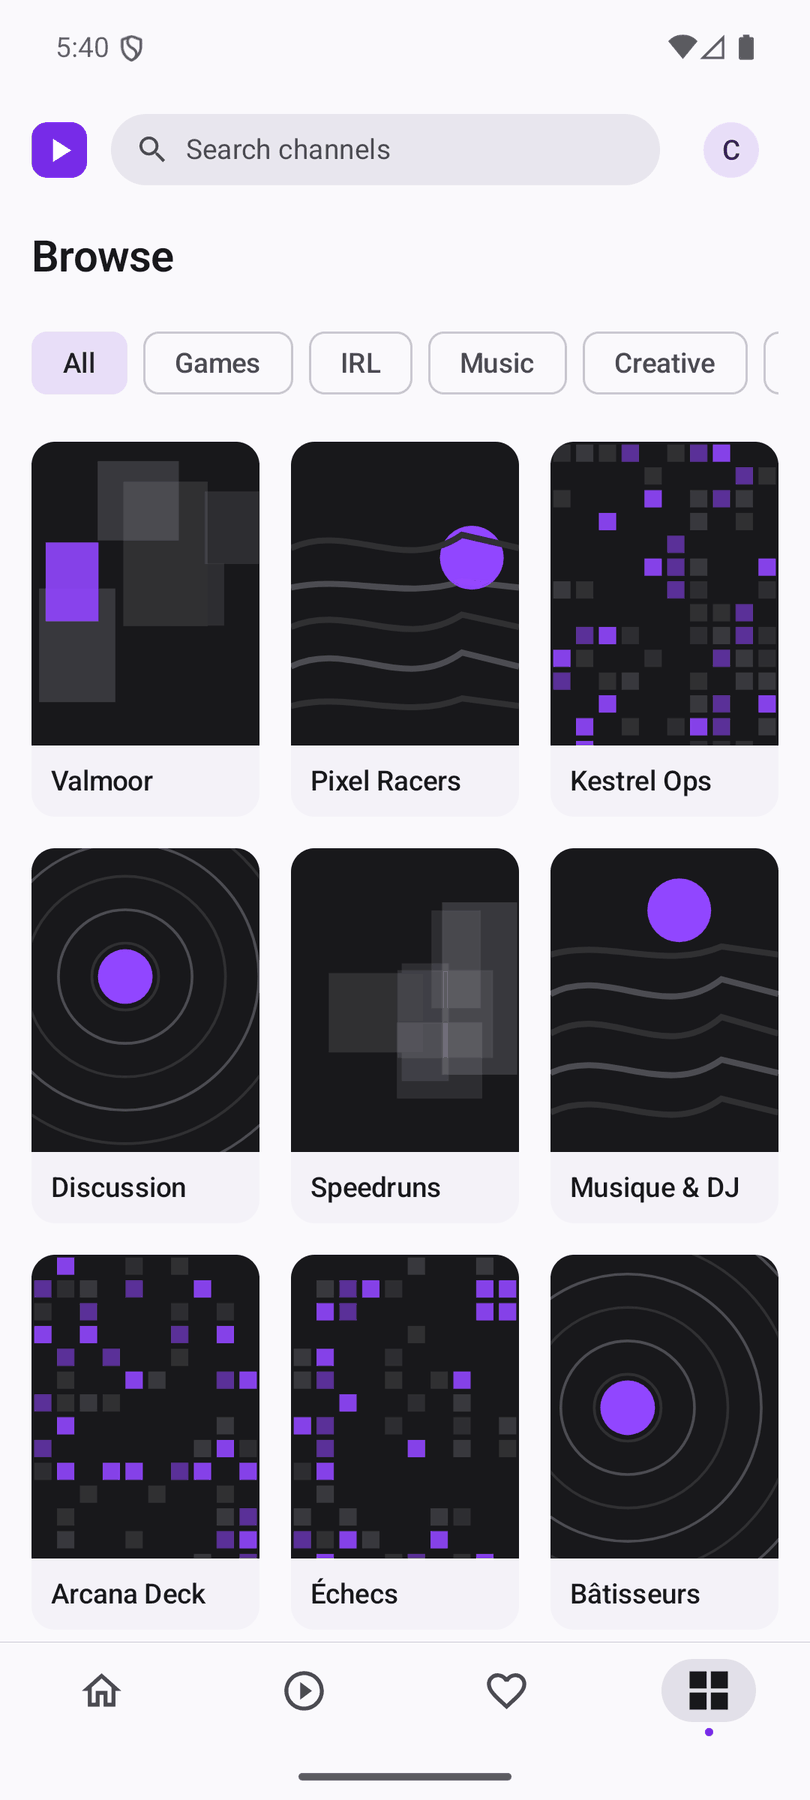 5:40
Search channels
C
Browse
All
Games
IRL
Music
Creative
Valmoor
Pixel Racers
Kestrel Ops
Discussion
Speedruns
Musique & DJ
Arcana Deck
Échecs
Bâtisseurs